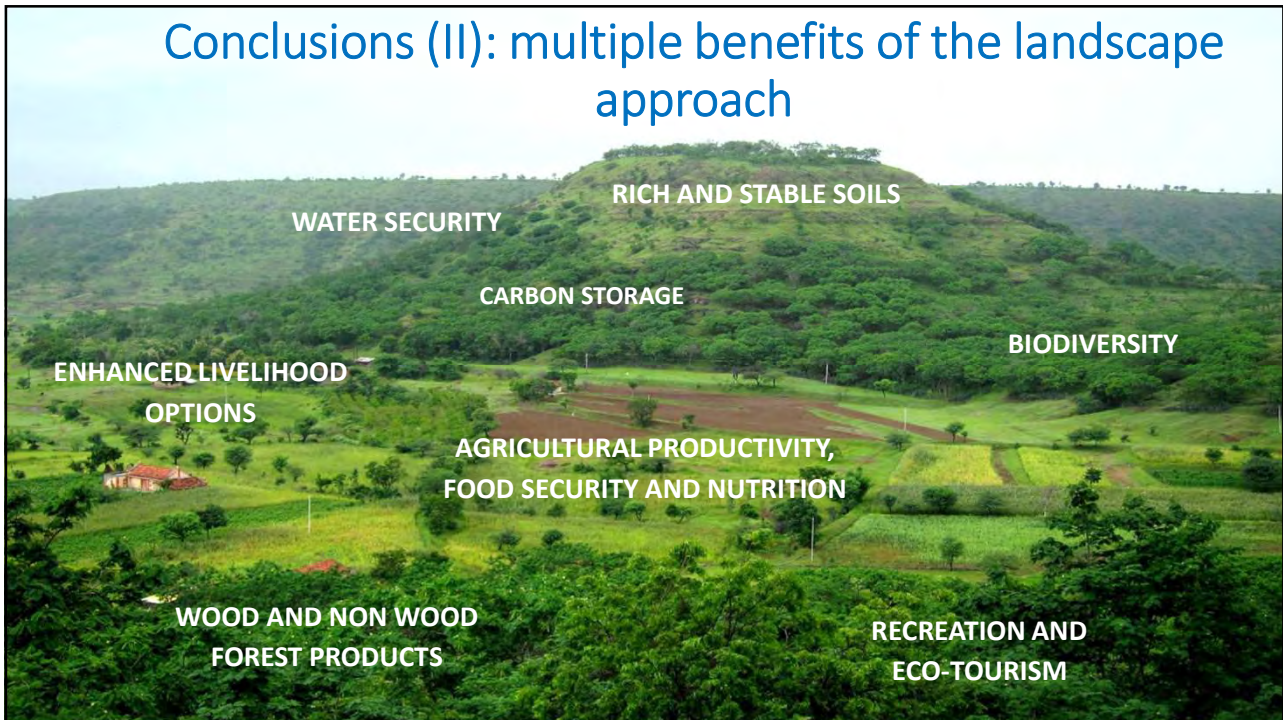 Conclusions (II): multiple benefits of the landscape
approach
RICH AND STABLE SOILS
WATER SECURITY
CARBON STORAGE
BIODIVERSITY
ENHANCED LIVELIHOOD
OPTIONS
AGRICULTURAL PRODUCTIVITY,
FOOD SECURITY AND NUTRITION
WOOD AND NON WOOD
FOREST PRODUCTS
RECREATION AND
ECO-TOURISM